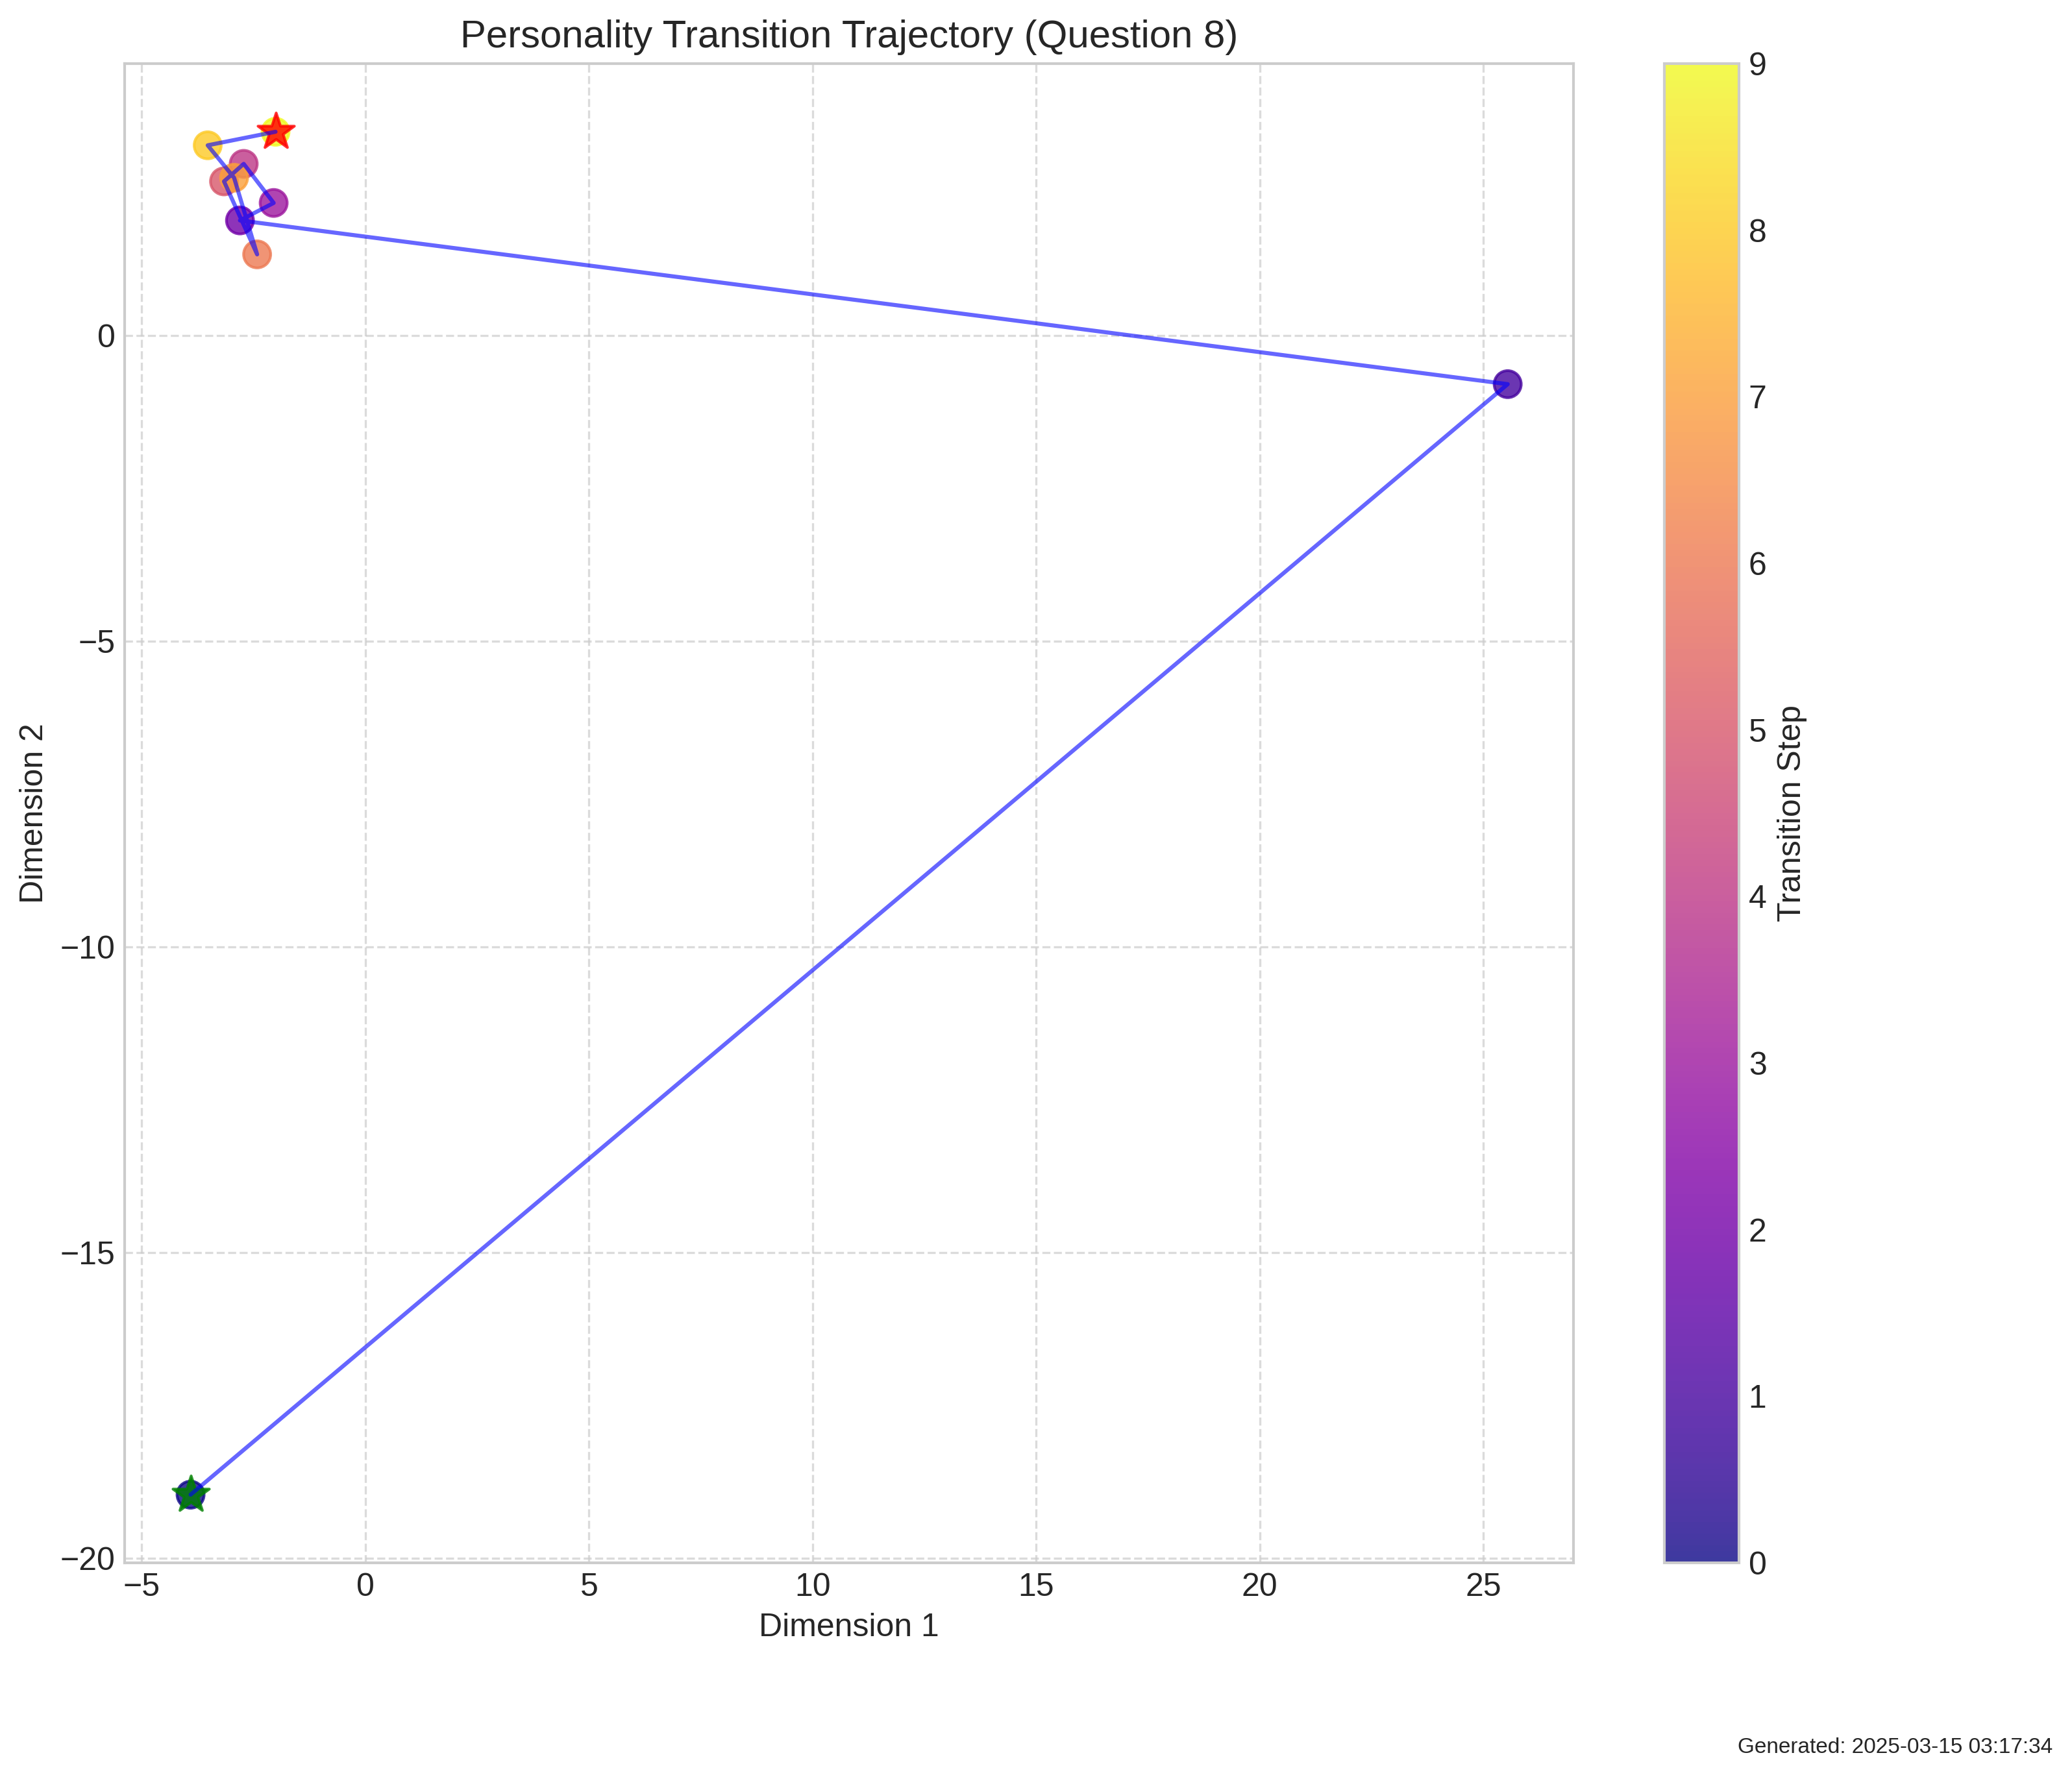 Personality Transition Trajectory (Question 8)
0
−5
−10
−15
−20
Dimension 2
−5 0 5 10 15 20 25
Dimension 1
9
8
7
6
5
4
3
2
1
0
Transition Step
Generated: 2025-03-15 03:17:34